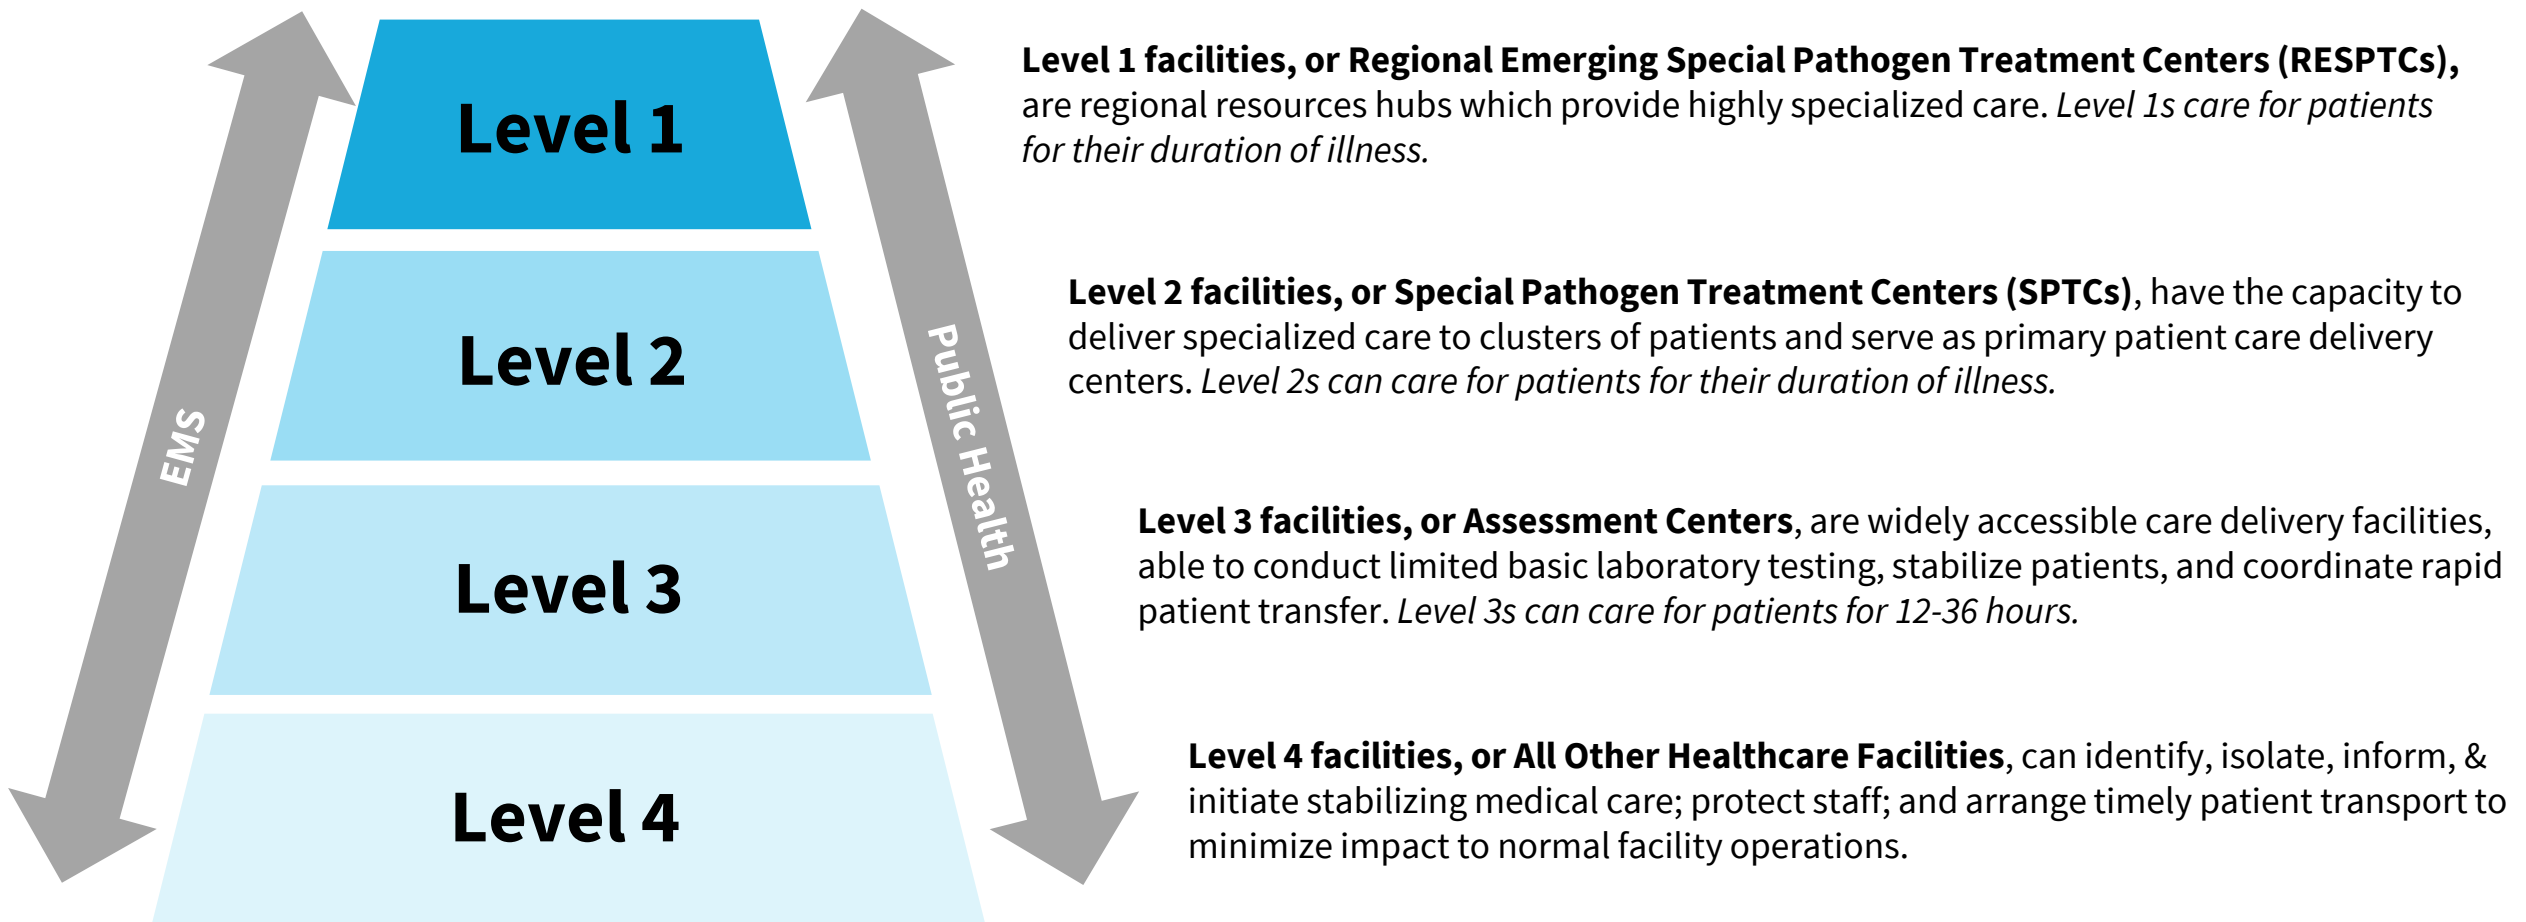 Level 1
Level 1 facilities, or Regional Emerging Special Pathogen Treatment Centers (RESPTCs),
are regional resources hubs which provide highly specialized care. Level 1s care for patients
for their duration of illness.
Level 2
Level 2 facilities, or Special Pathogen Treatment Centers (SPTCs), have the capacity to
deliver specialized care to clusters of patients and serve as primary patient care delivery
centers. Level 2s can care for patients for their duration of illness.
EMS
Public Health
Level 3
Level 3 facilities, or Assessment Centers, are widely accessible care delivery facilities,
able to conduct limited basic laboratory testing, stabilize patients, and coordinate rapid
patient transfer. Level 3s can care for patients for 12-36 hours.
Level 4
Level 4 facilities, or All Other Healthcare Facilities, can identify, isolate, inform, &
initiate stabilizing medical care; protect staff; and arrange timely patient transport to
minimize impact to normal facility operations.